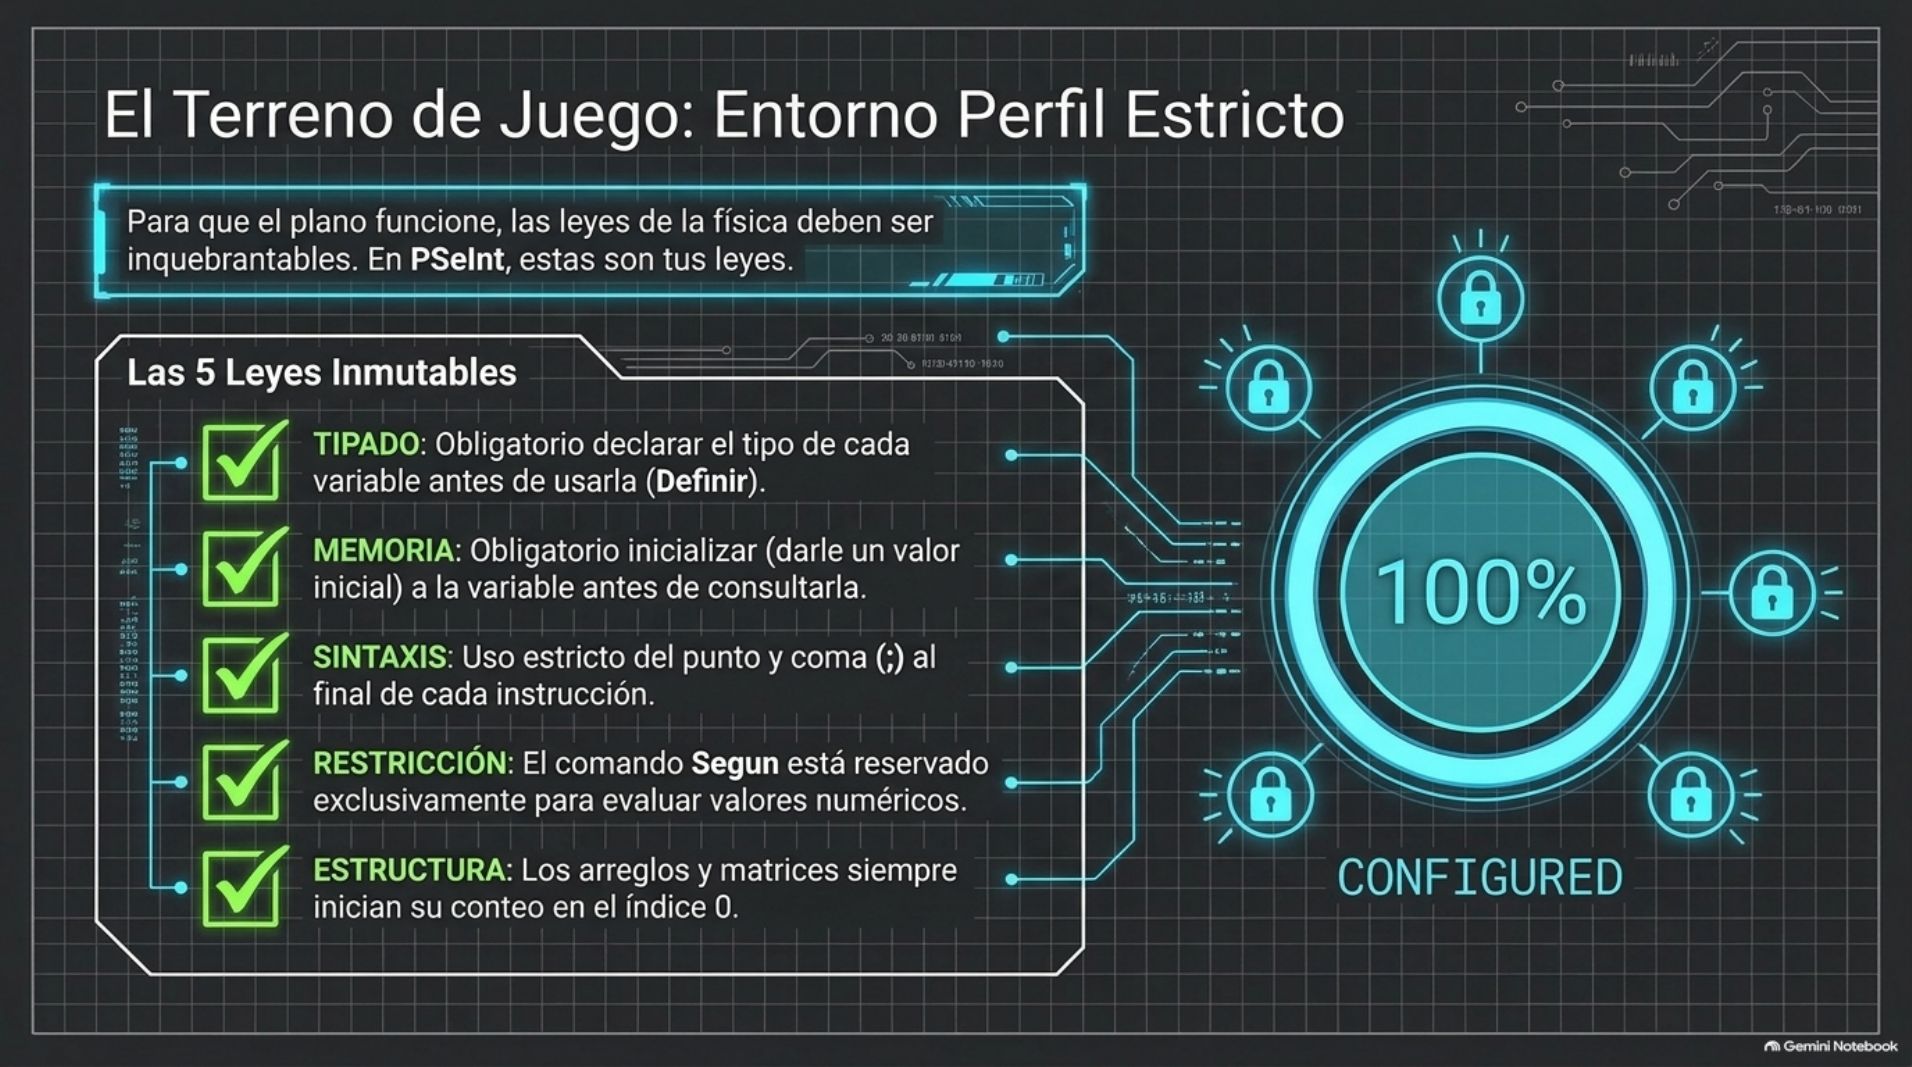 El Terreno de Juego: Entorno Perfil Estricto
Para que el plano funcione, las leyes de la física deben ser
inquebrantables. En PSeInt, estas son tus leyes.
Las 5 Leyes Inmutables
TIPADO: Obligatorio declarar el tipo de cada
variable antes de usarla (Definir).
MEMORIA: Obligatorio inicializar (darle un valor
inicial) a la variable antes de consultarla.
SINTAXIS: Uso estricto del punto y coma (;) al
final de cada instrucción.
RESTRICCIÓN: El comando Segun está reservado
exclusivamente para evaluar valores numéricos.
ESTRUCTURA: Los arreglos y matrices siempre
inician su conteo en el índice 0.
100%
CONFIGURED
Gemini Notebook